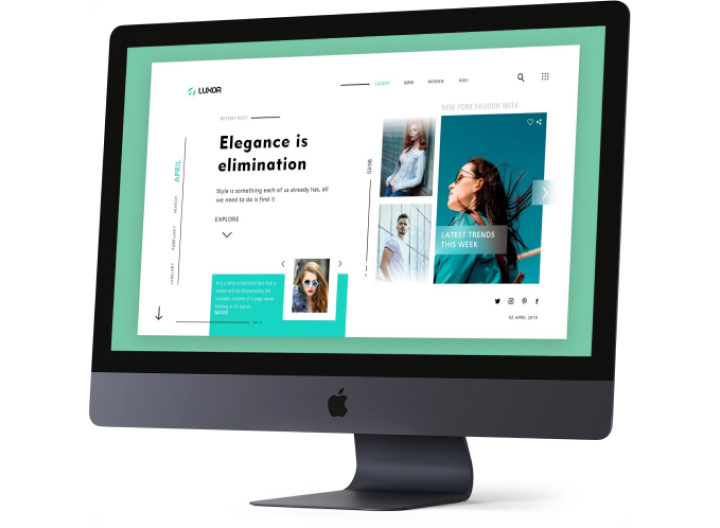 LUXOR
LATEST
MEN
WOMEN
KIDS
RECENT POST
NEW YORK FASHION WEEK
Elegance is
elimination
Style is something each of us already has, all
we need to do is find it
EXPLORE
APRIL
MARCH
FEBRUARY
JANUARY
LATEST TRENDS
THIS WEEK
It is a long established fact that a
reader will be distracted by the
readable content of a page when
looking at its layout.
MORE
02 APRIL 2019